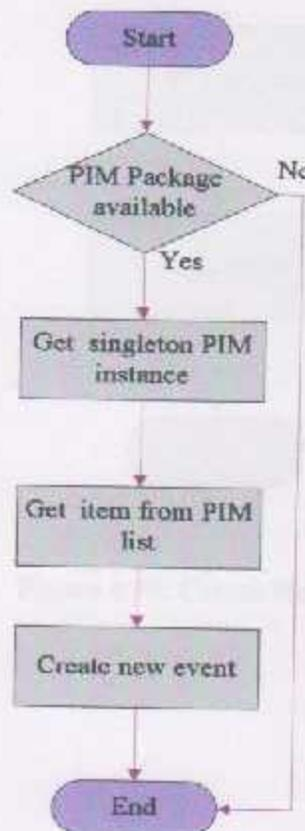 Start
PIM Package
available
No
Yes
Get singleton PIM
instance
Get item from PIM
list
Create new event
End